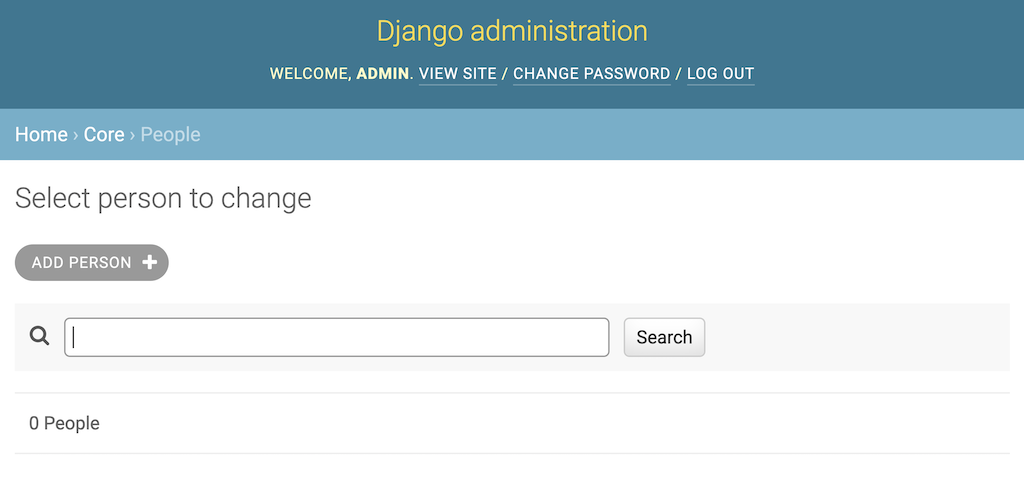 Django administration
WELCOME, ADMIN. VIEW SITE / CHANGE PASSWORD / LOG OUT
Home › Core › People
Select person to change
ADD PERSON +
Search
0 People